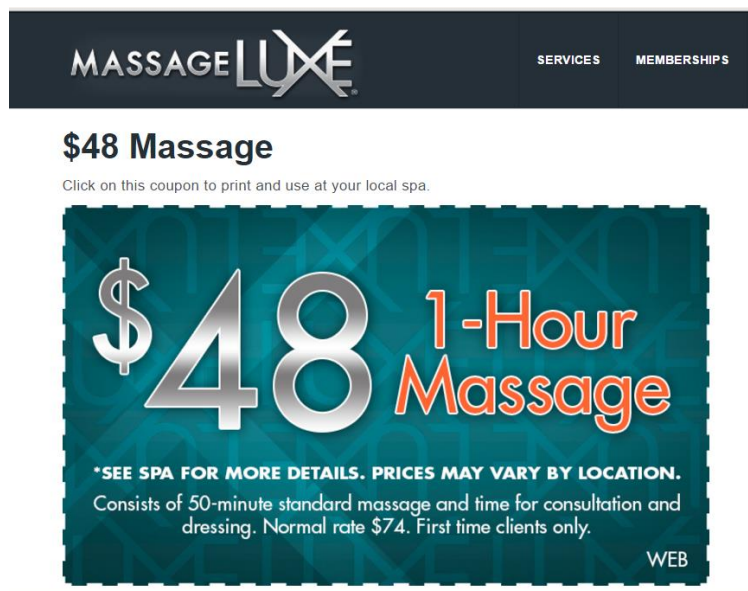 MASSAGE LUXE®
SERVICES
MEMBERSHIPS
$48 Massage
Click on this coupon to print and use at your local spa.
$48
1-Hour
Massage
*SEE SPA FOR MORE DETAILS. PRICES MAY VARY BY LOCATION.
Consists of 50-minute standard massage and time for consultation and
dressing. Normal rate $74. First time clients only.
WEB